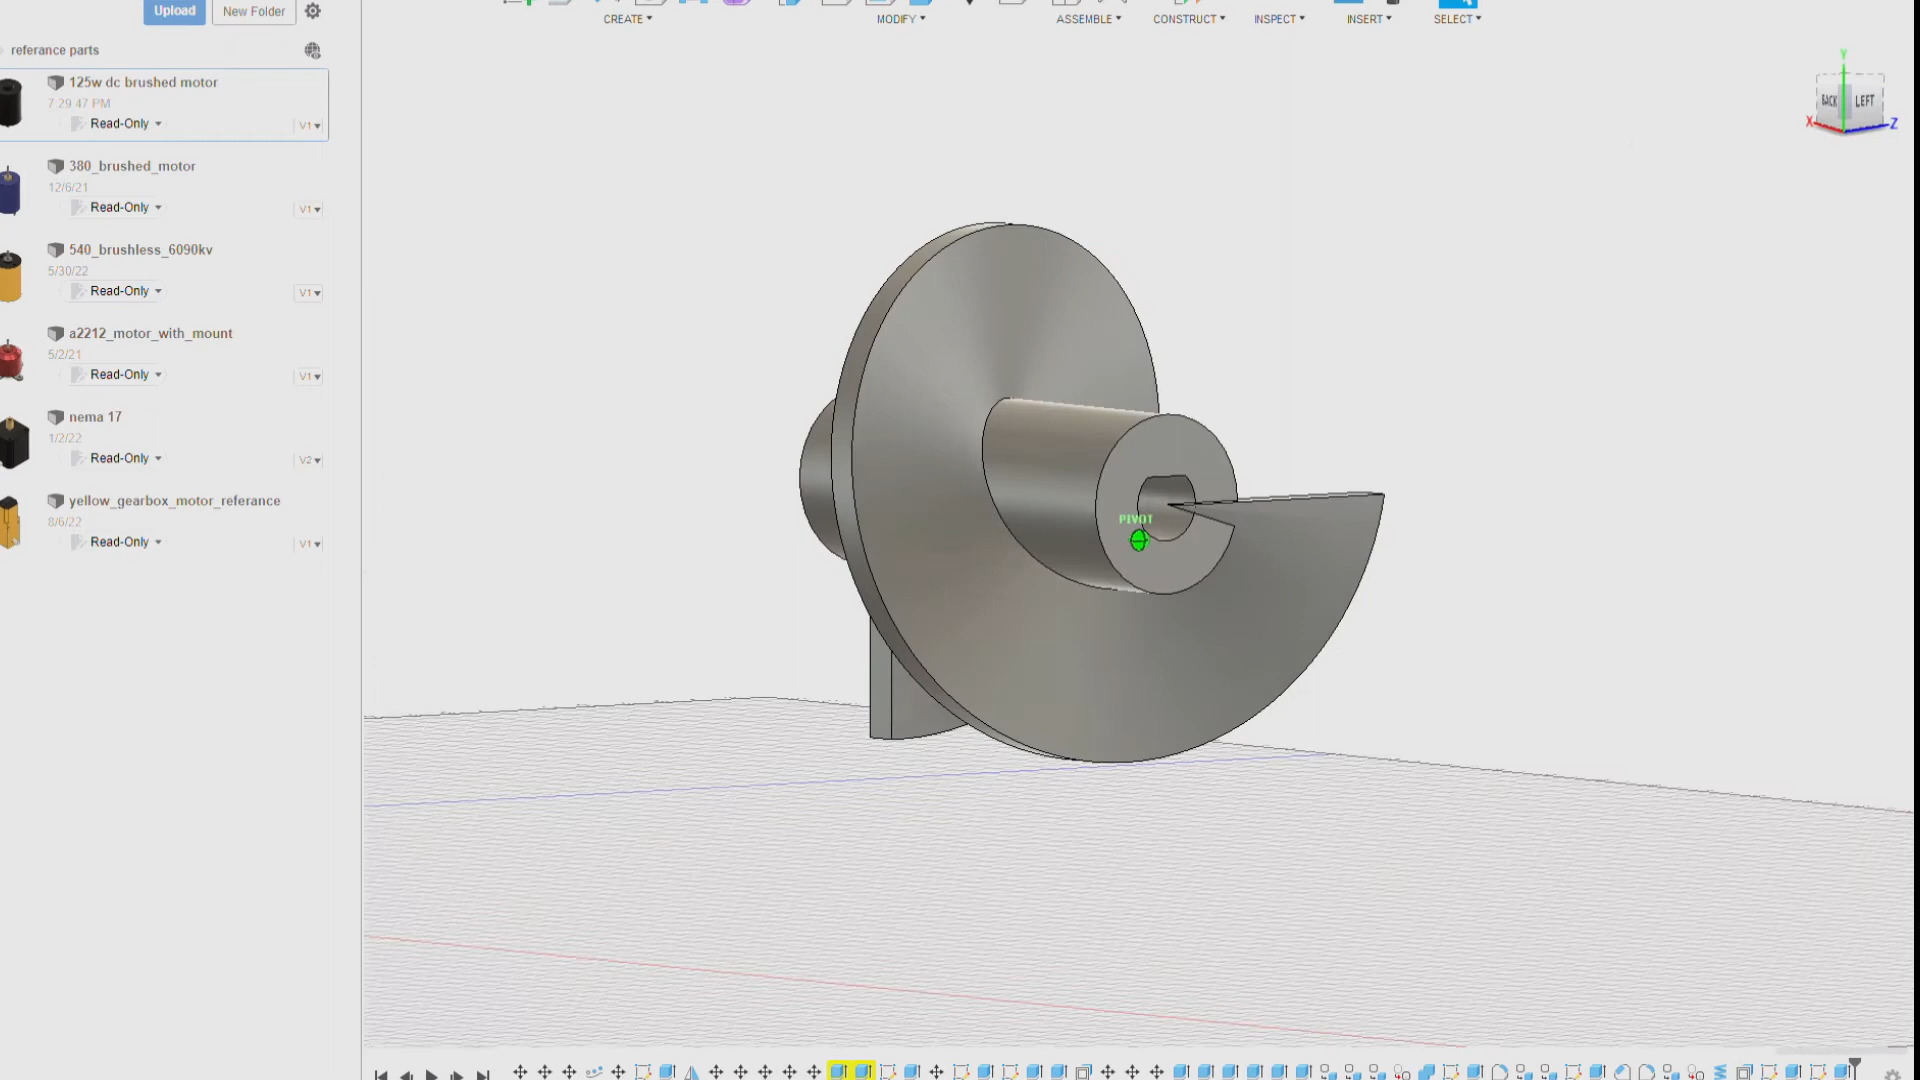 Upload
New Folder
CREATE
MODIFY
ASSEMBLE
CONSTRUCT
INSPECT
INSERT
SELECT
referance parts
125w dc brushed motor
7 29 47 PM
Read-Only
V1
380_brushed_motor
12/6/21
Read-Only
V1
540_brushless_6090kv
5/30/22
Read-Only
V1
a2212_motor_with_mount
5/2/21
Read-Only
V1
nema 17
1/2/22
Read-Only
V2
yellow_gearbox_motor_referance
8/6/22
Read-Only
V1
Y
BACK
LEFT
X
Z
PIVOT